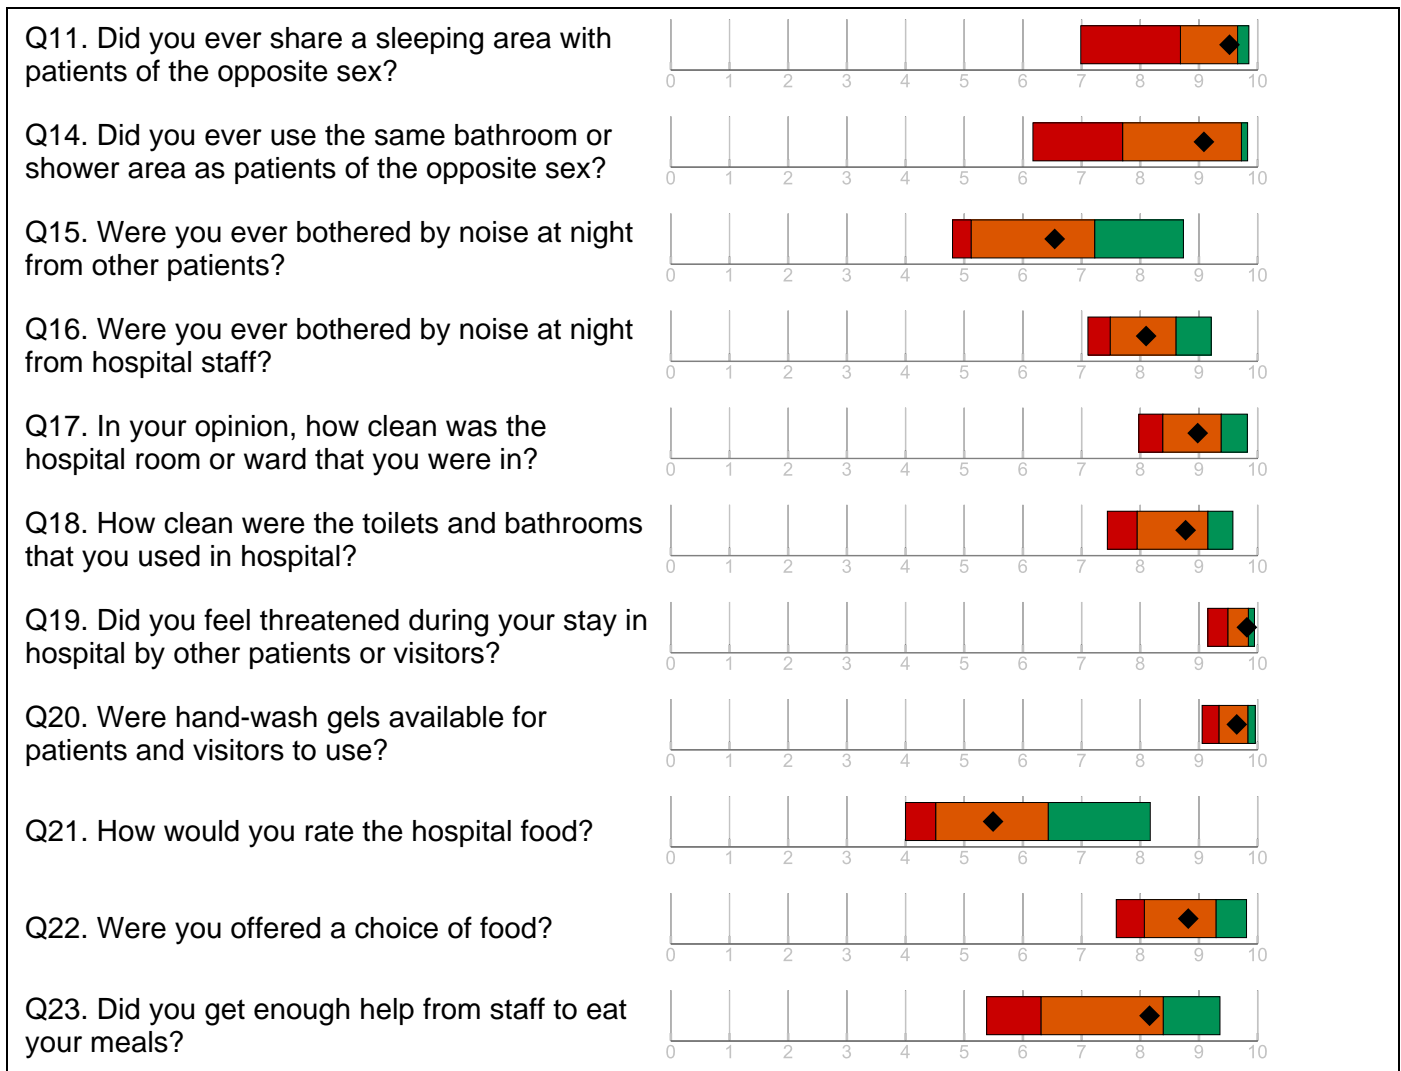 Q11. Did you ever share a sleeping area with
patients of the opposite sex?
0 1 2 3 4 5 6 7 8 9 10
Q14. Did you ever use the same bathroom or
shower area as patients of the opposite sex?
0 1 2 3 4 5 6 7 8 9 10
Q15. Were you ever bothered by noise at night
from other patients?
0 1 2 3 4 5 6 7 8 9 10
Q16. Were you ever bothered by noise at night
from hospital staff?
0 1 2 3 4 5 6 7 8 9 10
Q17. In your opinion, how clean was the
hospital room or ward that you were in?
0 1 2 3 4 5 6 7 8 9 10
Q18. How clean were the toilets and bathrooms
that you used in hospital?
0 1 2 3 4 5 6 7 8 9 10
Q19. Did you feel threatened during your stay in
hospital by other patients or visitors?
0 1 2 3 4 5 6 7 8 9 10
Q20. Were hand-wash gels available for
patients and visitors to use?
0 1 2 3 4 5 6 7 8 9 10
Q21. How would you rate the hospital food?
0 1 2 3 4 5 6 7 8 9 10
Q22. Were you offered a choice of food?
0 1 2 3 4 5 6 7 8 9 10
Q23. Did you get enough help from staff to eat
your meals?
0 1 2 3 4 5 6 7 8 9 10